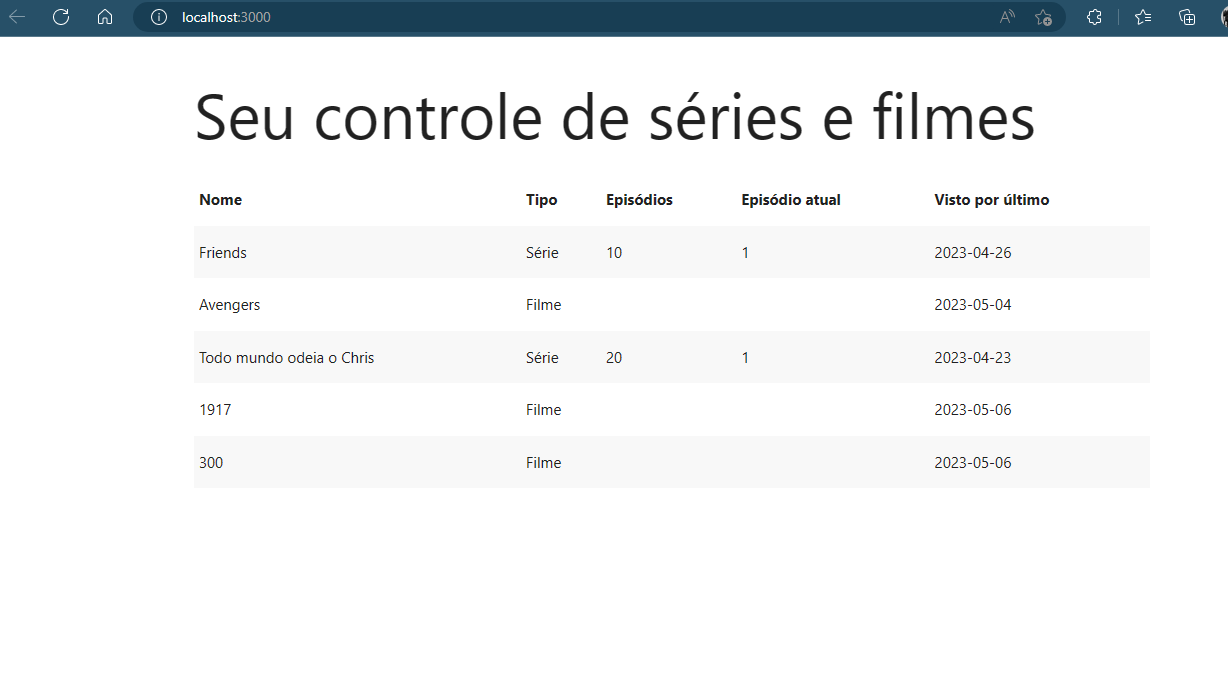 localhost:3000
Seu controle de séries e filmes
Nome Tipo Episódios Episódio atual Visto por último
Friends Série 10 1 2023-04-26
Avengers Filme 2023-05-04
Todo mundo odeia o Chris Série 20 1 2023-04-23
1917 Filme 2023-05-06
300 Filme 2023-05-06